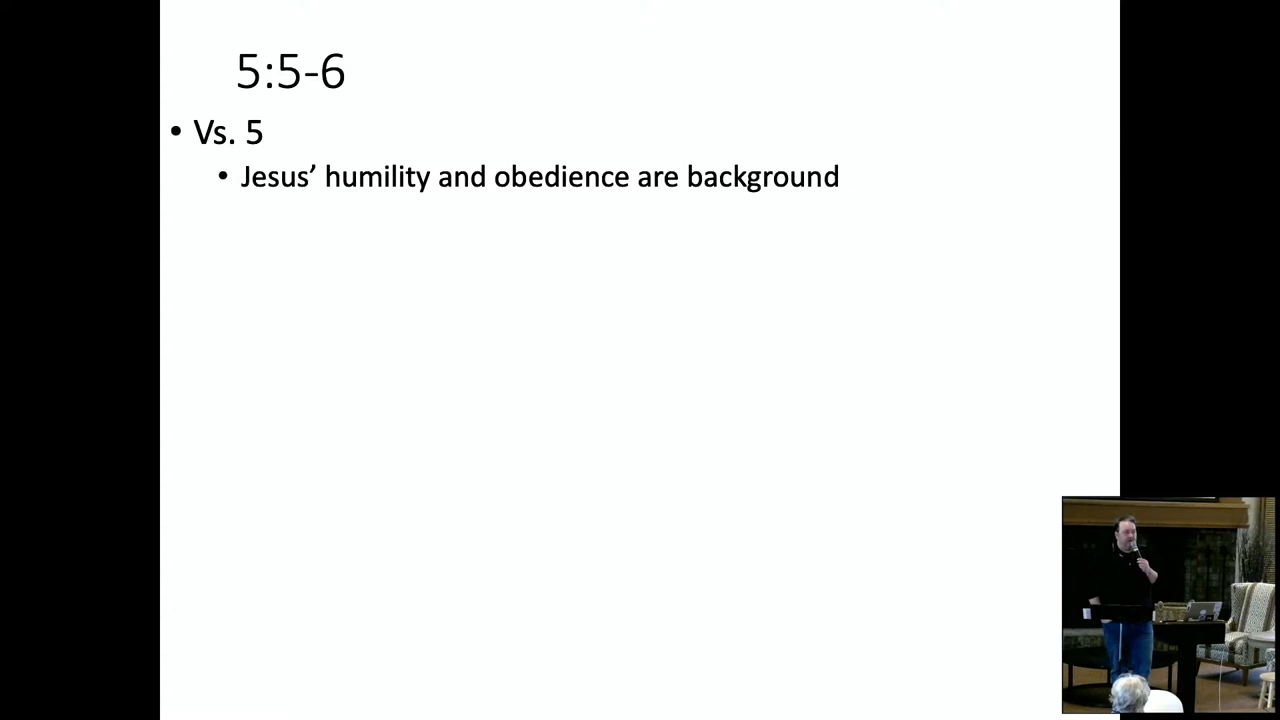 5:5-6
• Vs. 5
• Jesus’ humility and obedience are background